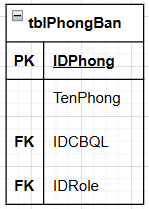 tblPhongBan
PK IDPhong
TenPhong
FK IDCBQL
FK IDRole